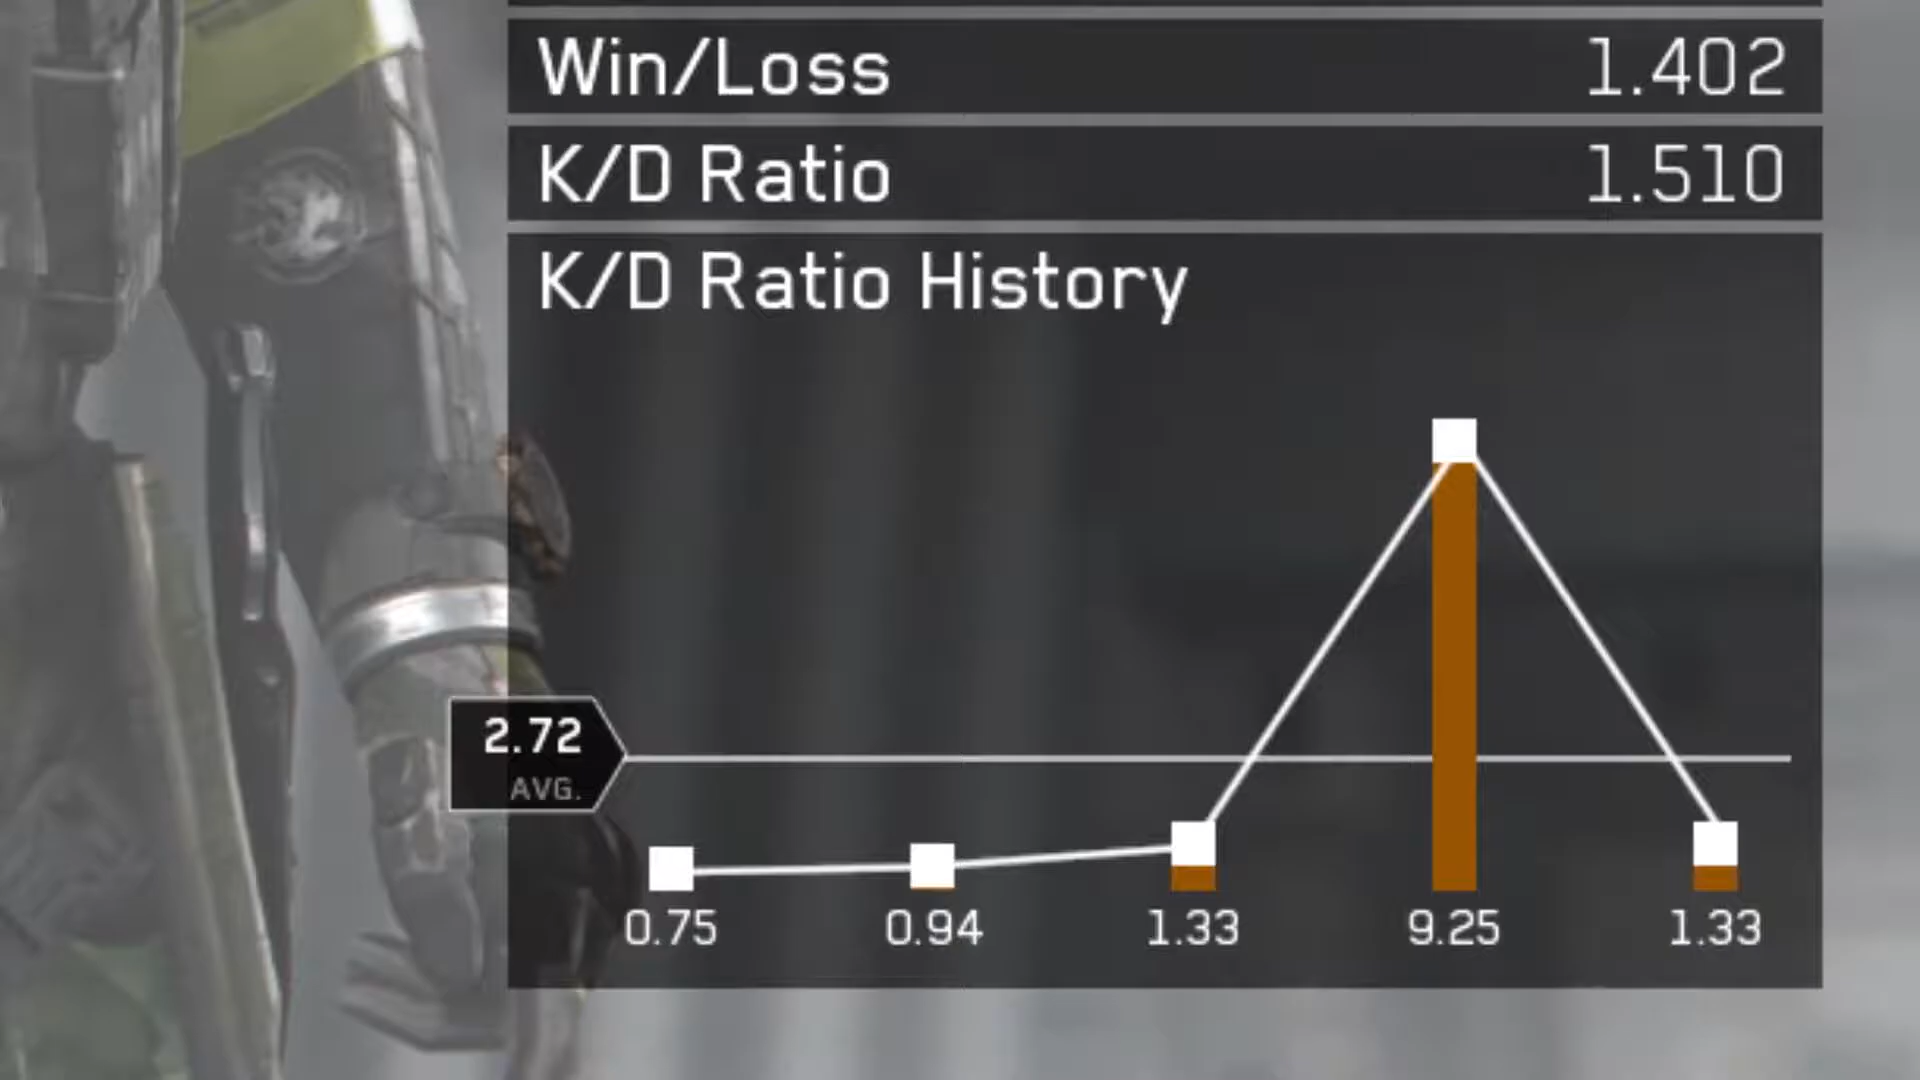 Win/Loss 1.402
K/D Ratio 1.510
K/D Ratio History
2.72
AVG.
0.75 0.94 1.33 9.25 1.33